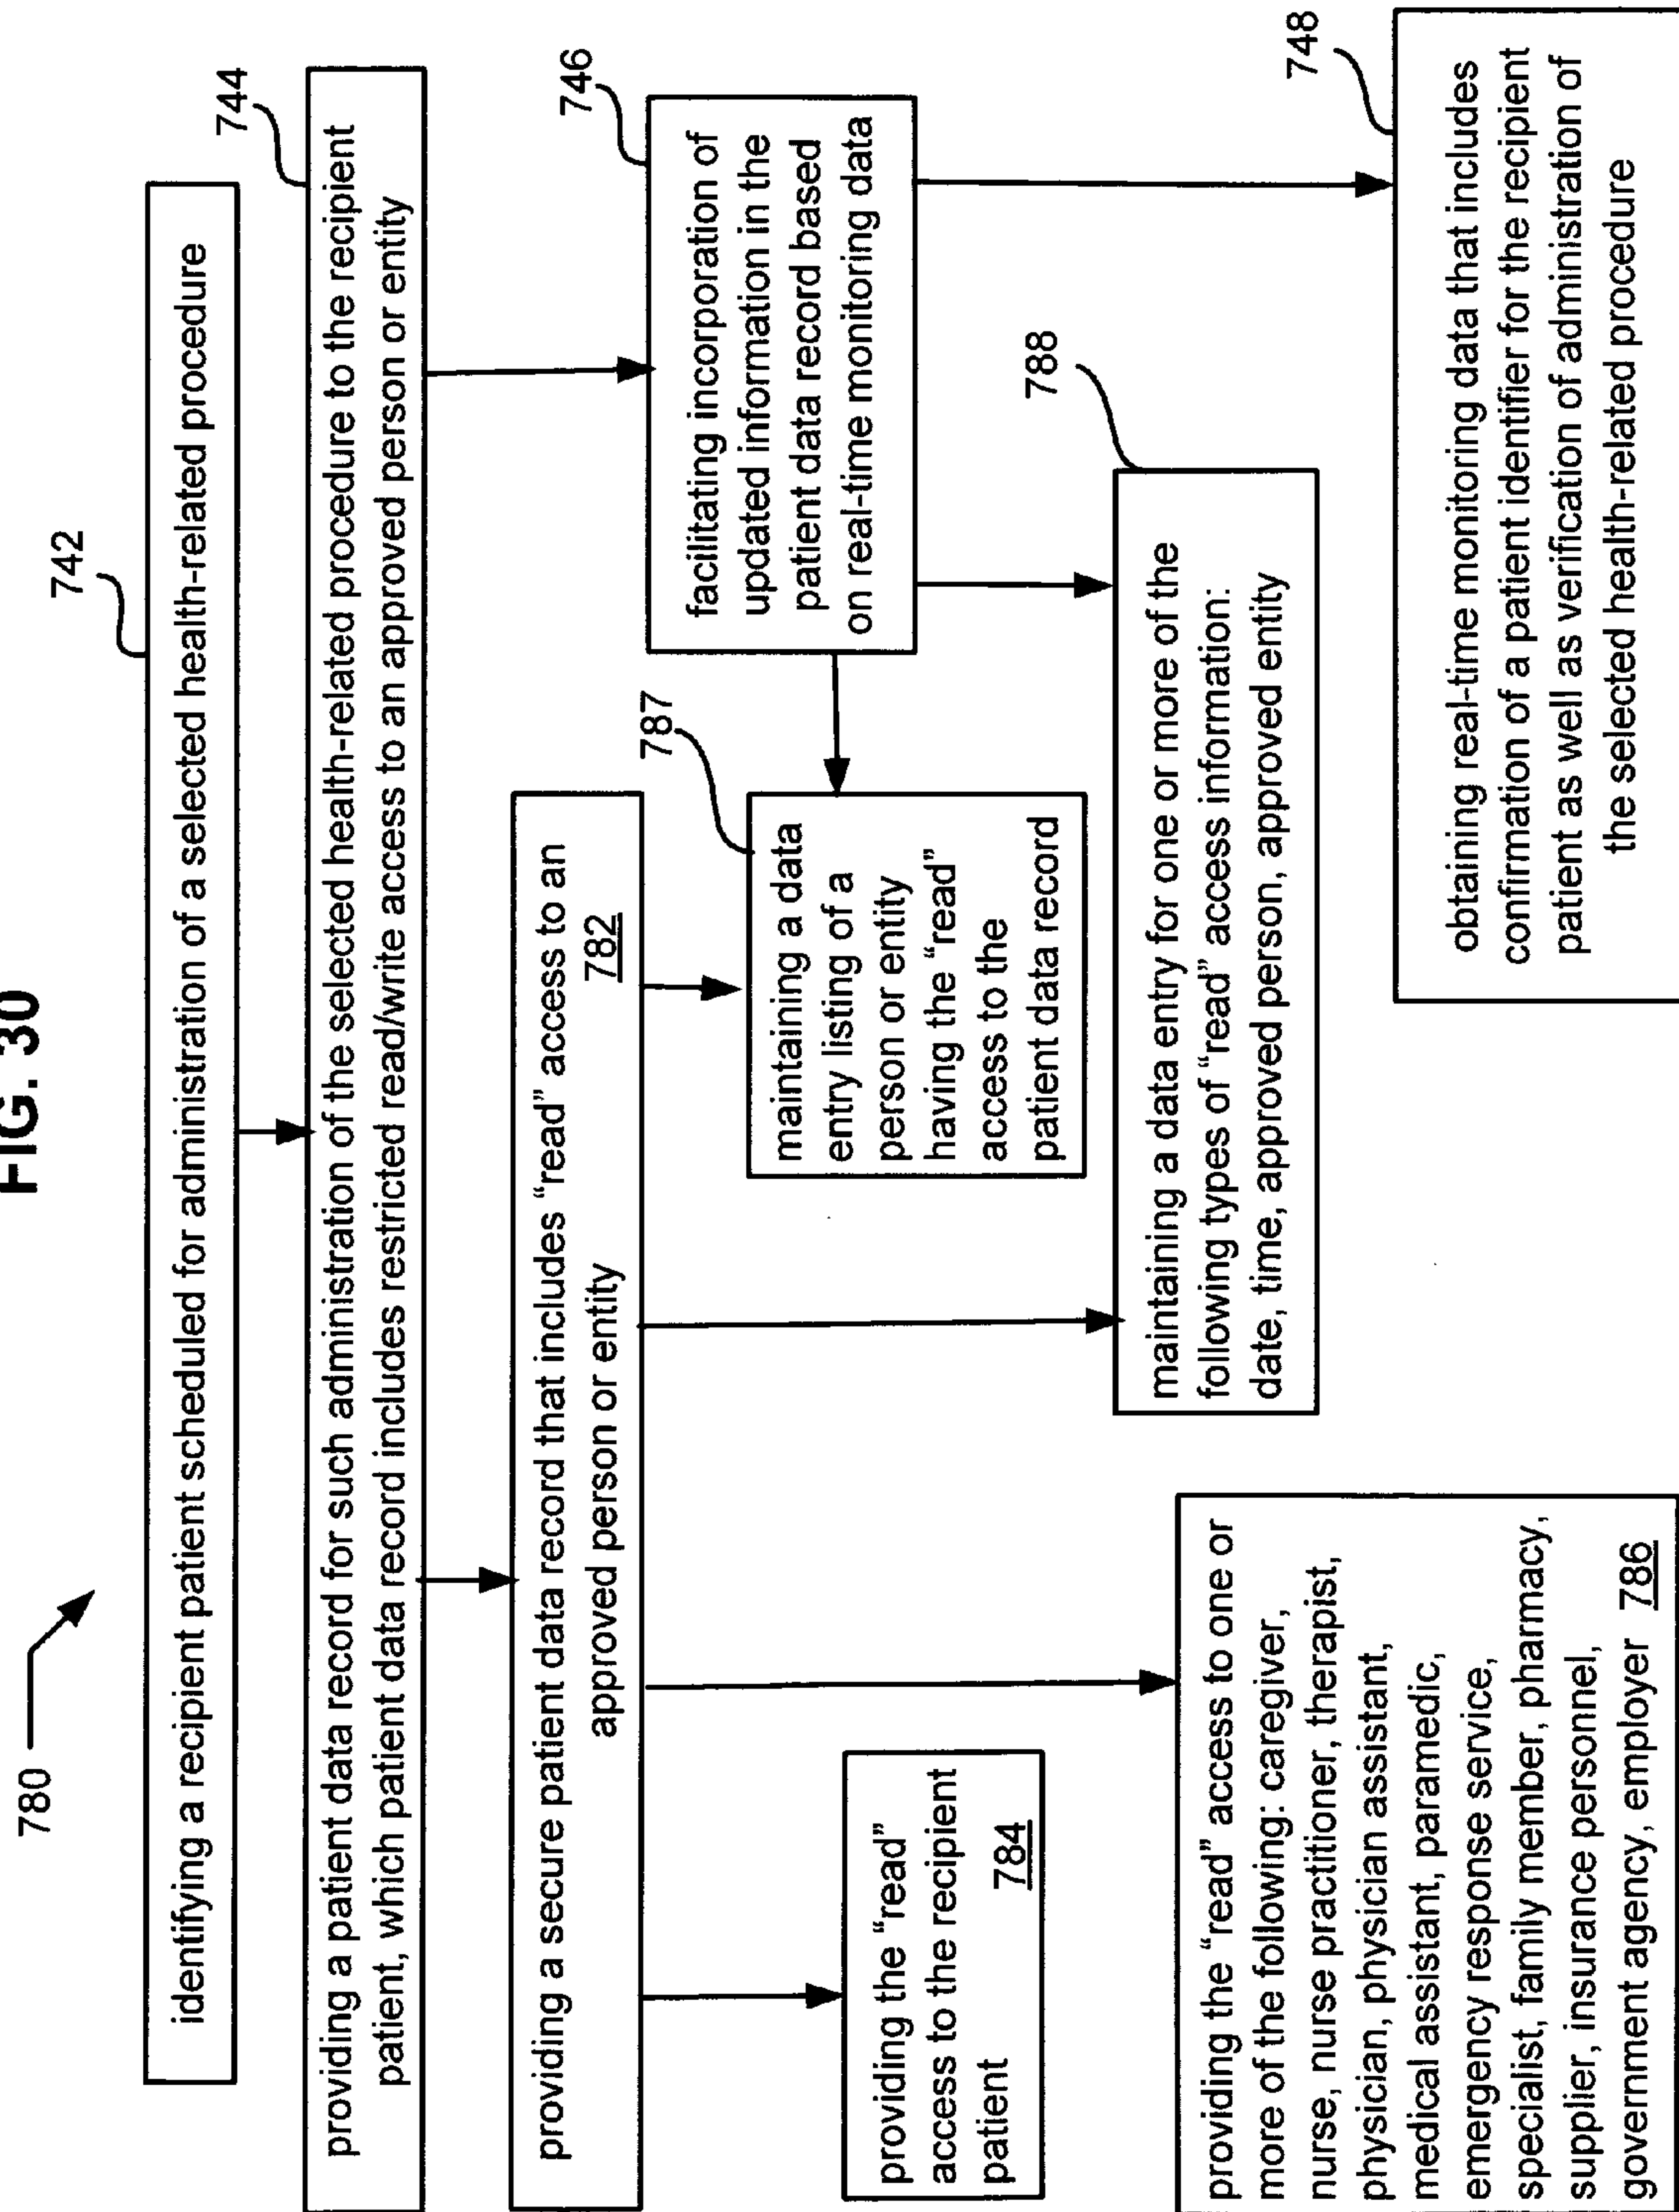 FIG. 30
780
742
identifying a recipient patient scheduled for administration of a selected health-related procedure
744
providing a patient data record for such administration of the selected health-related procedure to the recipient
patient, which patient data record includes restricted read/write access to an approved person or entity
providing a secure patient data record that includes “read” access to an
approved person or entity
782
746
facilitating incorporation of
updated information in the
patient data record based
on real-time monitoring data
providing the “read”
access to the recipient
patient
784
787
maintaining a data
entry listing of a
person or entity
having the “read”
access to the
patient data record
788
maintaining a data entry for one or more of the
following types of “read” access information:
date, time, approved person, approved entity
providing the “read” access to one or
more of the following: caregiver,
nurse, nurse practitioner, therapist,
physician, physician assistant,
medical assistant, paramedic,
emergency response service,
specialist, family member, pharmacy,
supplier, insurance personnel,
government agency, employer 786
748
obtaining real-time monitoring data that includes
confirmation of a patient identifier for the recipient
patient as well as verification of administration of
the selected health-related procedure